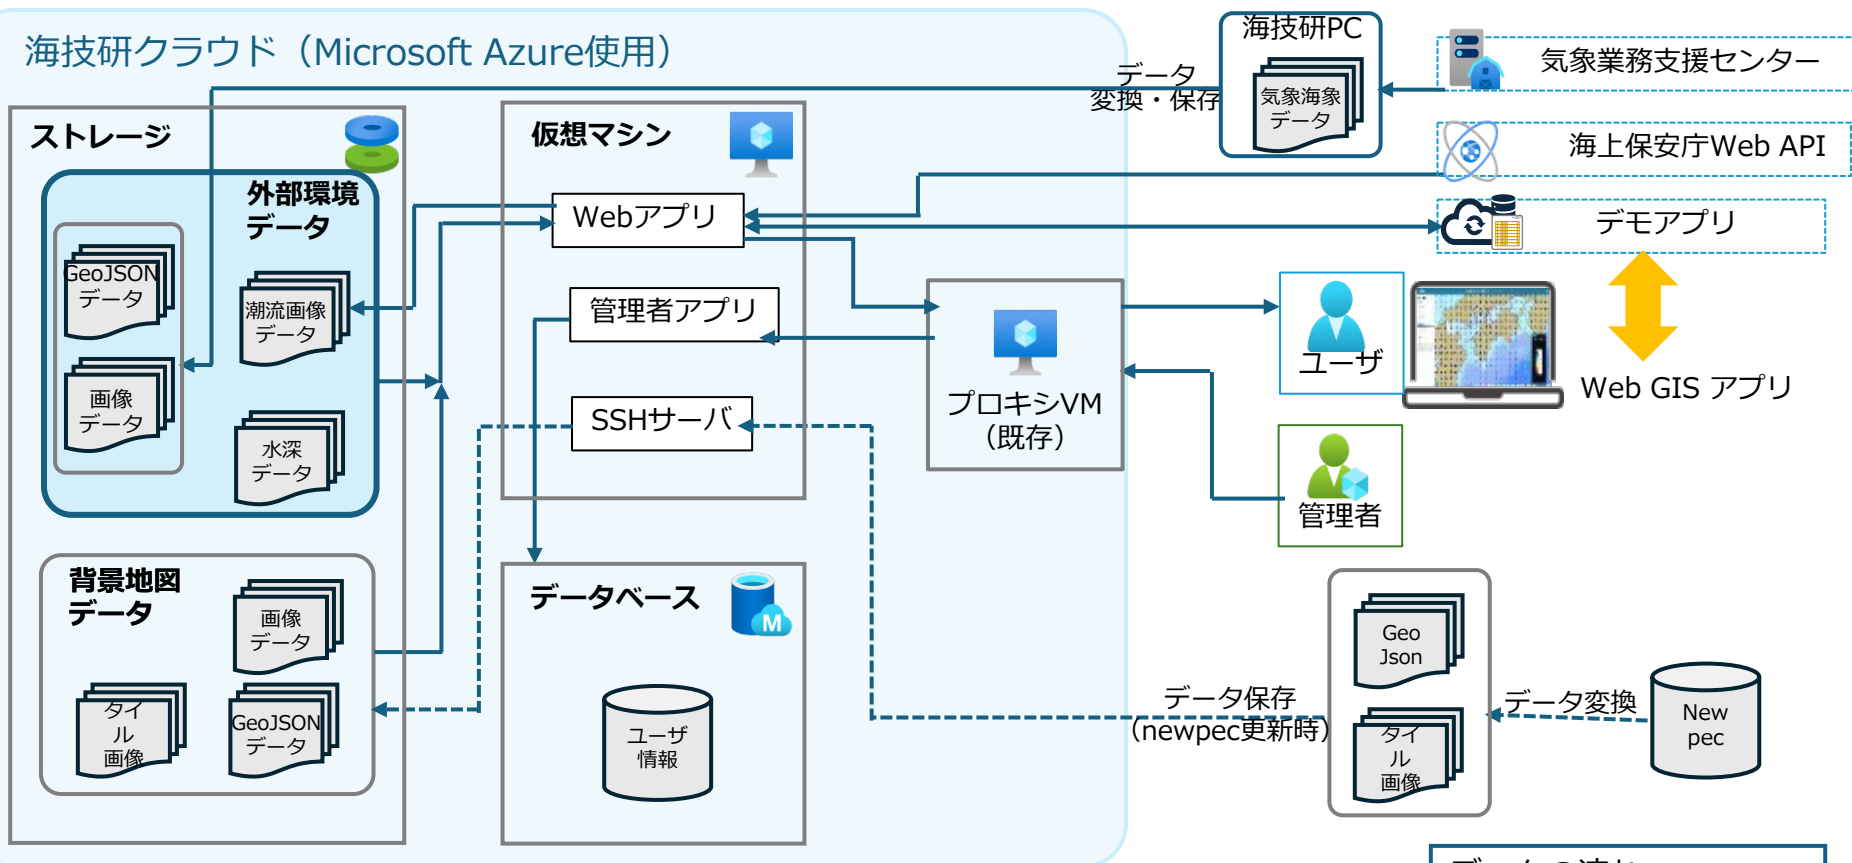 海技研クラウド（Microsoft Azure使用）
海技研PC
気象海象
データ
データ
変換・保存
気象業務支援センター
海上保安庁Web API
デモアプリ
Web GIS アプリ
ストレージ
外部環境
データ
GeoJSON
データ
潮流画像
データ
画像
データ
水深
データ
背景地図
データ
画像
データ
タイ
ル
画像
GeoJSON
データ
仮想マシン
Webアプリ
管理者アプリ
SSHサーバ
データベース
M
ユーザ
情報
プロキシVM
（既存）
ユーザ
管理者
データ保存
（newpec更新時）
Geo
Json
タイ
ル
画像
データ変換
New
pec